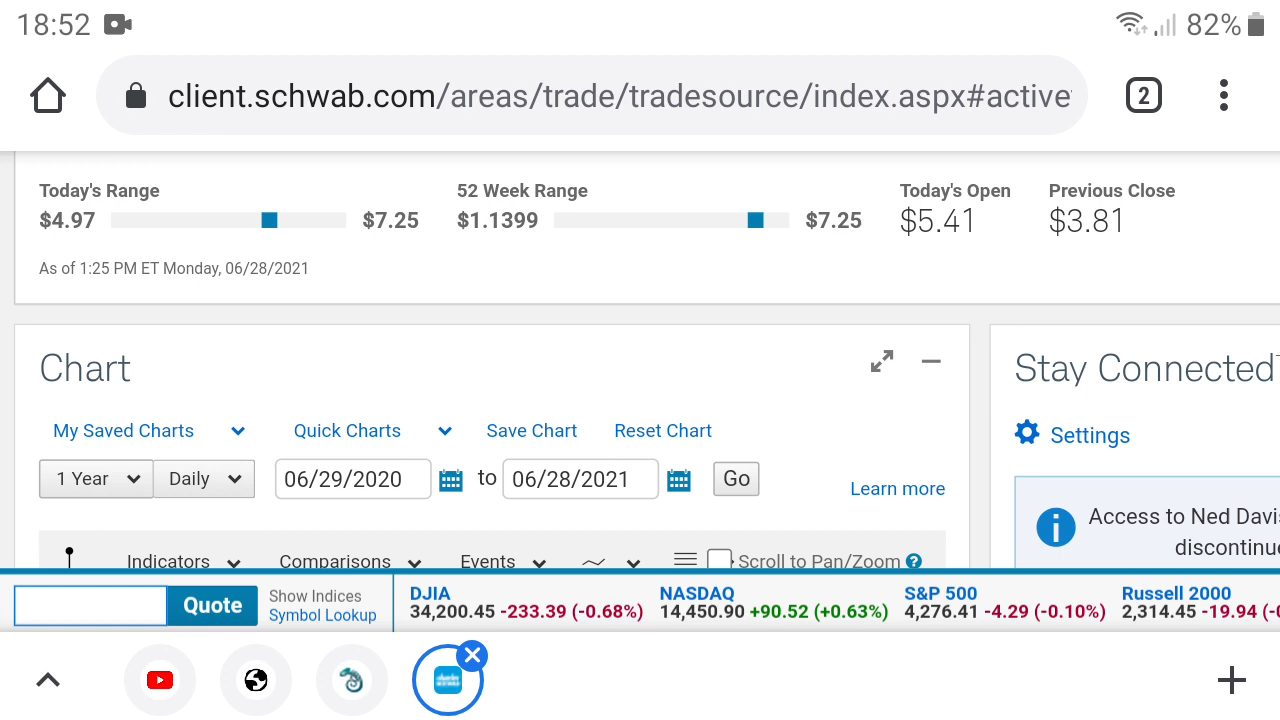 18:52 82%
client.schwab.com/areas/trade/tradesource/index.aspx#active
2
Today's Range 52 Week Range Today's Open Previous Close
$4.97 $7.25 $1.1399 $7.25 $5.41 $3.81
As of 1:25 PM ET Monday, 06/28/2021
Chart
Stay Connected
My Saved Charts Quick Charts Save Chart Reset Chart
Settings
1 Year Daily 06/29/2020 to 06/28/2021 Go
Learn more
Access to Ned Davi
discontinue
Indicators Comparisons Events Scroll to Pan/Zoom ?
Quote
Show Indices
Symbol Lookup
DJIA NASDAQ S&P 500 Russell 2000
34,200.45 -233.39 (-0.68%) 14,450.90 +90.52 (+0.63%) 4,276.41 -4.29 (-0.10%) 2,314.45 -19.94 (-